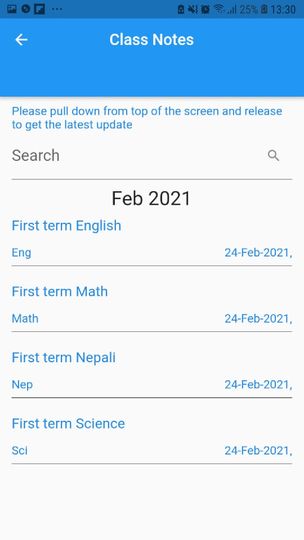 25% 13:30
Class Notes
Please pull down from top of the screen and release
to get the latest update
Search
Feb 2021
First term English
Eng 24-Feb-2021,
First term Math
Math 24-Feb-2021,
First term Nepali
Nep 24-Feb-2021,
First term Science
Sci 24-Feb-2021,